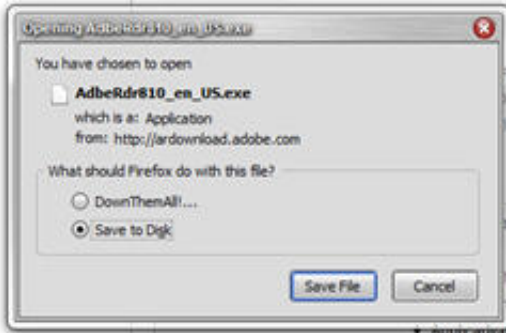 Opening AdbeRdr810_en_US.exe
You have chosen to open
AdbeRdr810_en_US.exe
which is a: Application
from: http://ardownload.adobe.com
What should Firefox do with this file?
DownThemAll!...
Save to Disk
Save File
Cancel